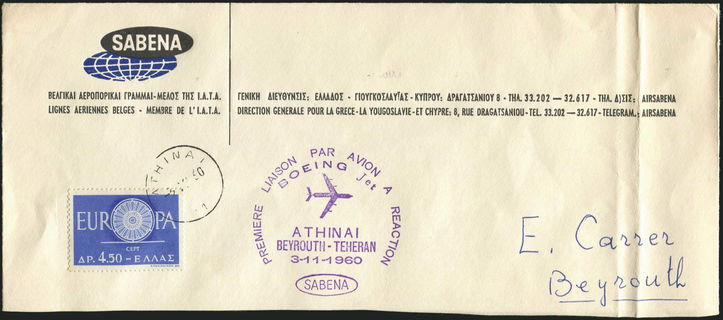 SABENA
ΒΕΛΓΙΚΑΙ ΑΕΡΟΠΟΡΙΚΑΙ ΓΡΑΜΜΑΙ-ΜΕΛΟΣ ΤΗΣ Ι.Α.Τ.Α.
LIGNES AERIENNES BELGES - MEMBRE DE L'I.A.T.A.
ΓΕΝΙΚΗ ΔΙΕΥΘΥΝΣΙΣ: ΕΛΛΑΔΟΣ - ΓΙΟΥΓΚΟΣΛΑΥΪΑΣ - ΚΥΠΡΟΥ: ΔΡΑΓΑΤΣΑΝΙΟΥ 8 - ΤΗΛ. 33.202 — 32.617 - ΤΗΛ. Δ)ΣΙΣ: AIRSABENA
DIRECTION GENERALE POUR LA GRECE - LA YOUGOSLAVIE - ET CHYPRE: 8, RUE DRAGATSANIOU - TEL. 33.202 — 32.617 - TELEGRAM.: AIRSABENA
ATHINAI
PREMIERE LIAISON PAR AVION A REACTION
BOEING Jet
ATHINAI
BEYROUTH-TEHERAN
3-11-1960
SABENA
EUROPA
CEPT
ΔΡ. 4.50 - ΕΛΛΑΣ
E. Carrer
Beyrouth